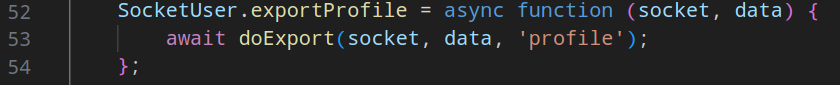 52 SocketUser.exportProfile = async function (socket, data) {
53 await doExport(socket, data, 'profile');
54 };